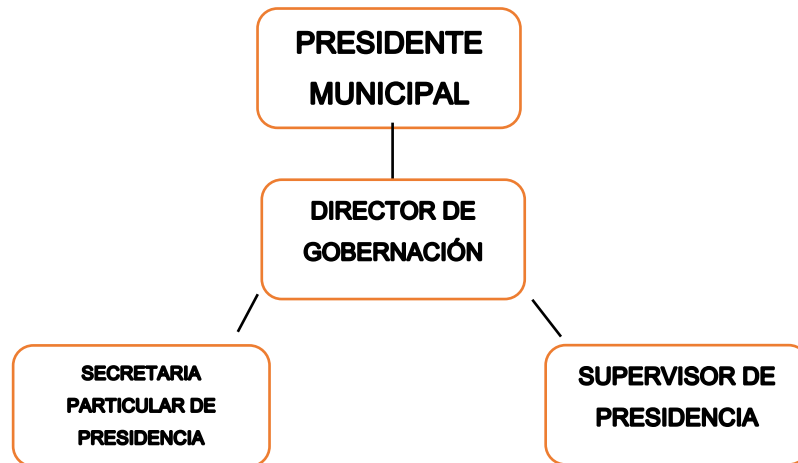 PRESIDENTE
MUNICIPAL
DIRECTOR DE
GOBERNACIÓN
SECRETARIA
PARTICULAR DE
PRESIDENCIA
SUPERVISOR DE
PRESIDENCIA